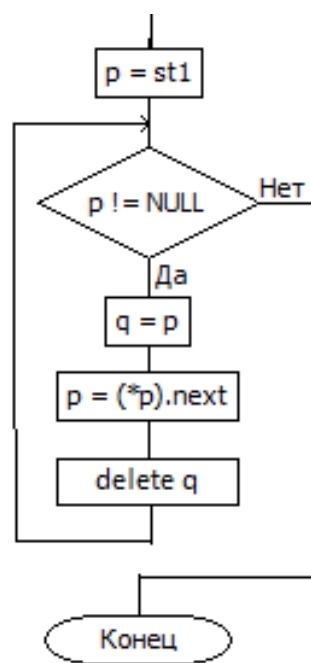 p = st1
p != NULL
Нет
Да
q = p
p = (*p).next
delete q
Конец